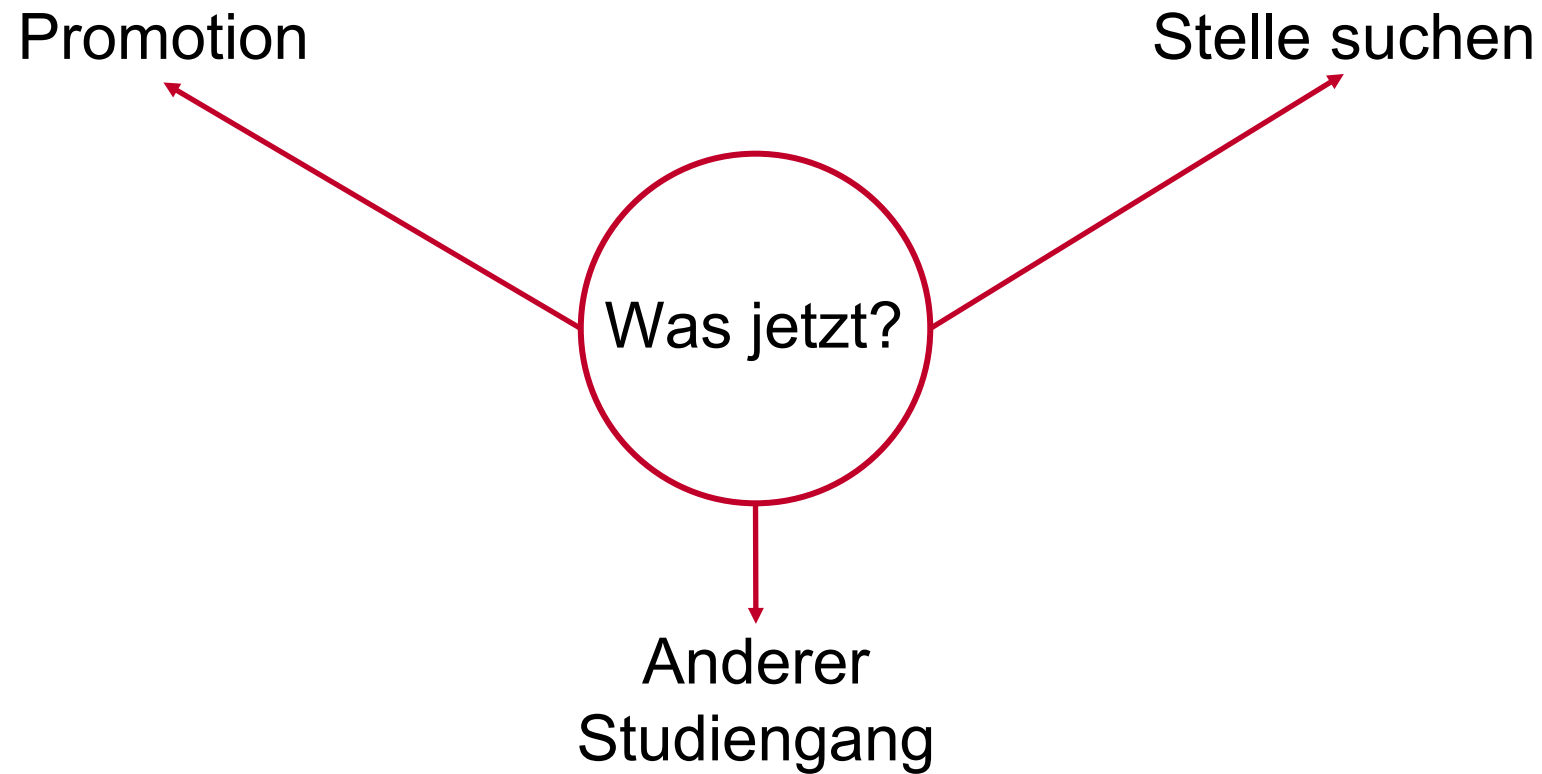 Promotion
Stelle suchen
Was jetzt?
Anderer
Studiengang